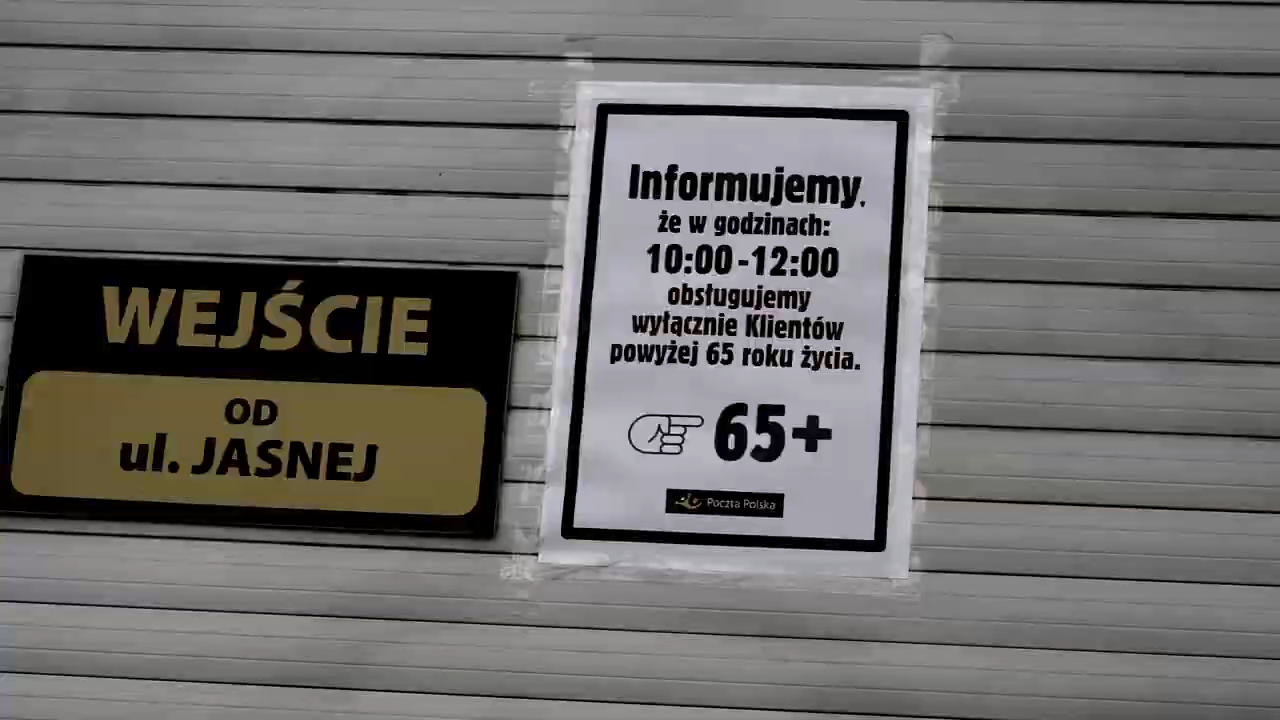 WEJŚCIE
OD
ul. JASNEJ
Informujemy,
że w godzinach:
10:00-12:00
obsługujemy
wyłącznie Klientów
powyżej 65 roku życia.
65+
Poczta Polska